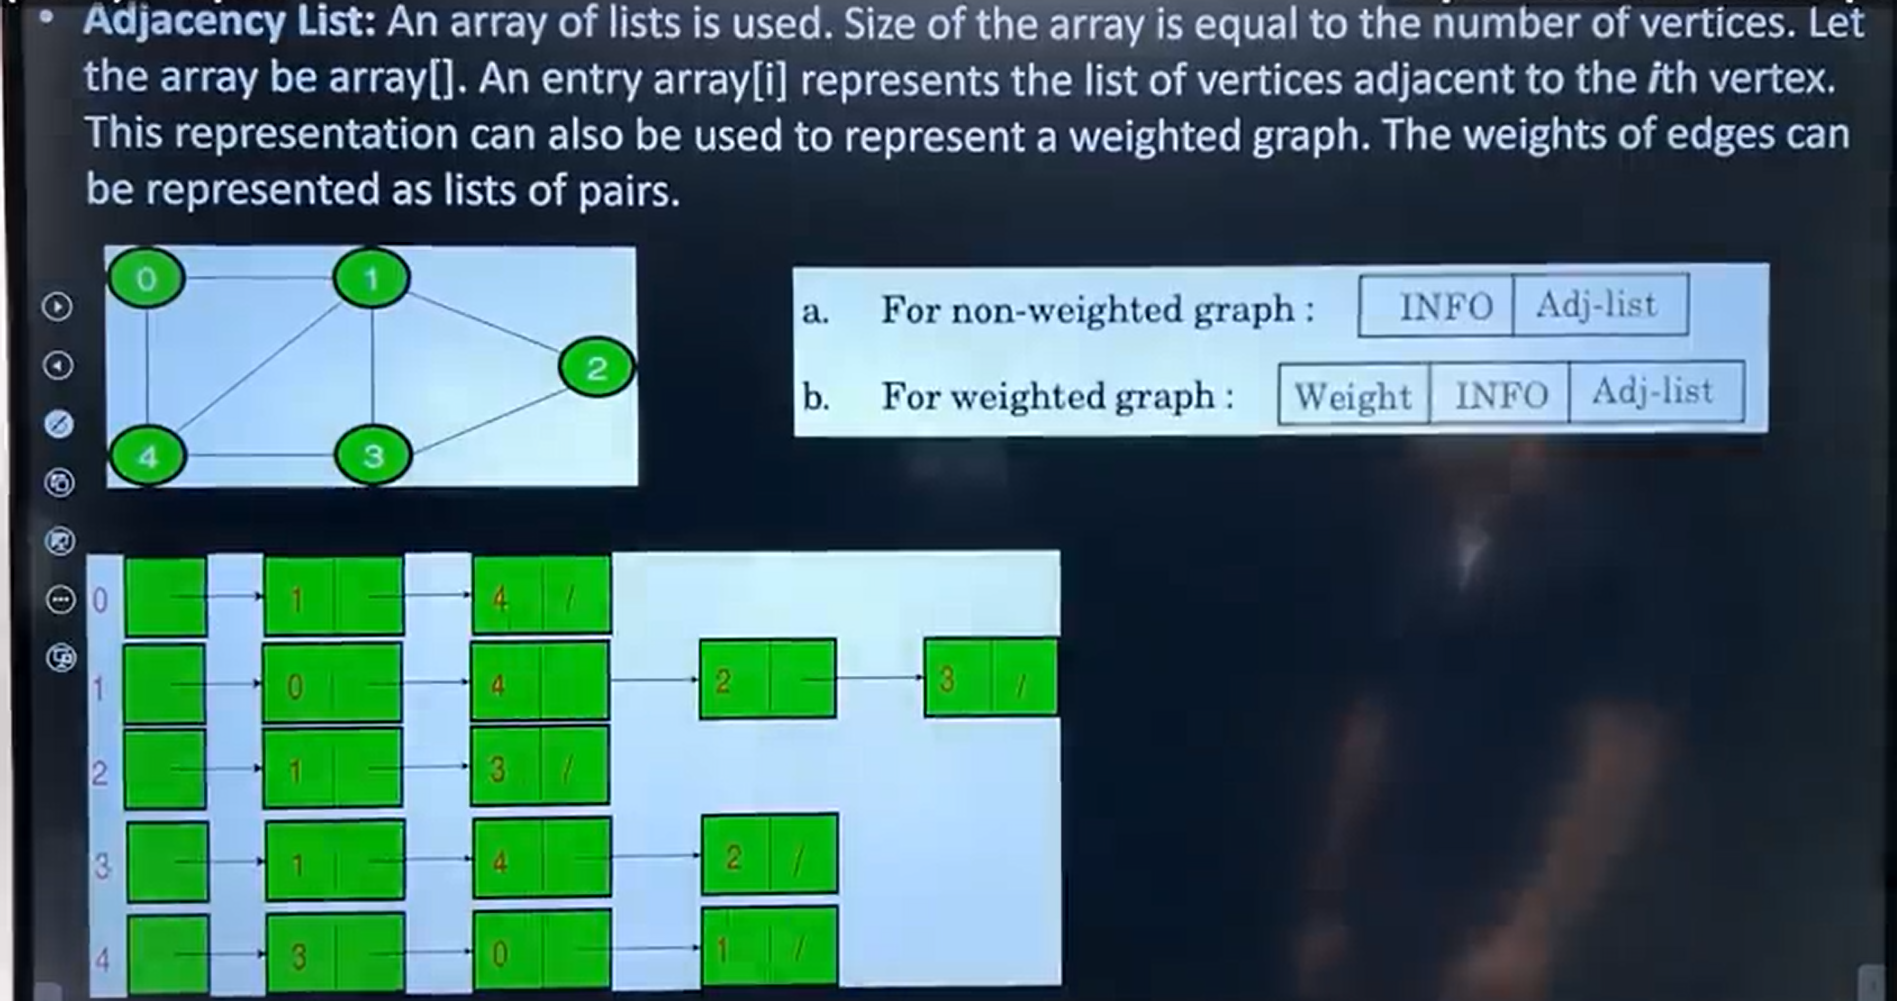 • Adjacency List: An array of lists is used. Size of the array is equal to the number of vertices. Let
the array be array[]. An entry array[i] represents the list of vertices adjacent to the ith vertex.
This representation can also be used to represent a weighted graph. The weights of edges can
be represented as lists of pairs.
0 1
2
4 3
a. For non-weighted graph : INFO Adj-list
b. For weighted graph : Weight INFO Adj-list
0 1 4 /
1 0 4 2 3 /
2 1 3 /
3 1 4 2 /
4 3 0 1 /